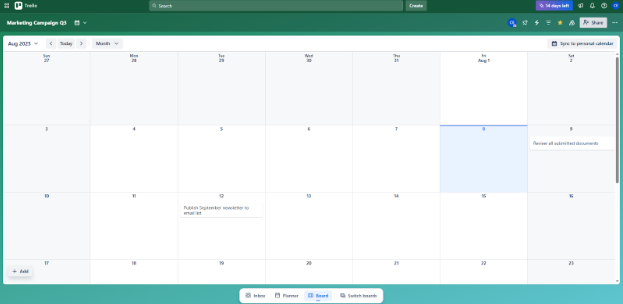 Trello
Search
Create
14 days left
Marketing Campaign Q3
Share
Aug 2025
Today
Month
Sync to personal calendar
Sun
27
Mon
28
Tue
29
Wed
30
Thu
31
Fri
Aug 1
Sat
2
3
4
5
6
7
8
9
Review all submitted documents
10
11
12
Publish September newsletter to
email list
13
14
15
16
17
Add
18
19
20
21
22
23
Inbox
Planner
Board
Switch boards